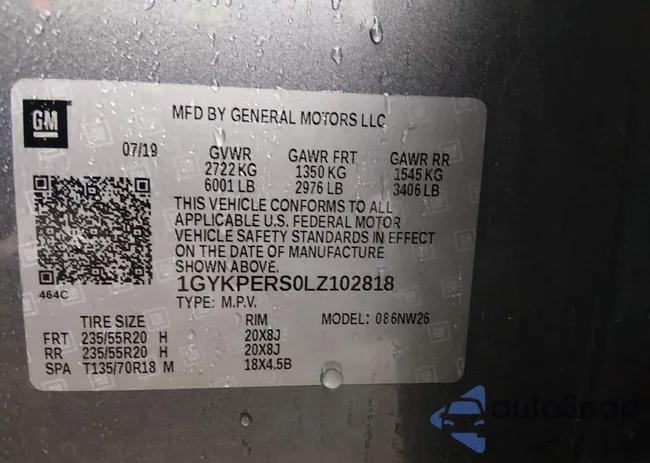 GM
MFD BY GENERAL MOTORS LLC
07/19 GVWR GAWR FRT GAWR RR
2722 KG 1350 KG 1545 KG
6001 LB 2976 LB 3406 LB
THIS VEHICLE CONFORMS TO ALL
APPLICABLE U.S. FEDERAL MOTOR
VEHICLE SAFETY STANDARDS IN EFFECT
ON THE DATE OF MANUFACTURE
SHOWN ABOVE.
464C
1GYKPERS0LZ102818
TYPE: M.P.V.
TIRE SIZE RIM MODEL: 086NW26
FRT 235/55R20 H 20X8J
RR 235/55R20 H 20X8J
SPA T135/70R18 M 18X4.5B
autoSnap